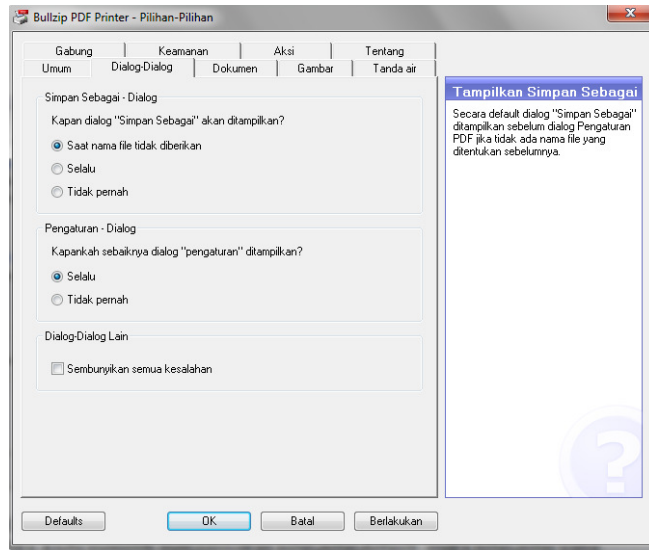 Bullzip PDF Printer - Pilihan-Pilihan
Gabung Keamanan Aksi Tentang
Umum Dialog-Dialog Dokumen Gambar Tanda air
Simpan Sebagai - Dialog
Kapan dialog "Simpan Sebagai" akan ditampilkan?
Saat nama file tidak diberikan
Selalu
Tidak pernah
Pengaturan - Dialog
Kapankah sebaiknya dialog "pengaturan" ditampilkan?
Selalu
Tidak pernah
Dialog-Dialog Lain
Sembunyikan semua kesalahan
Tampilkan Simpan Sebagai
Secara default dialog "Simpan Sebagai"
ditampilkan sebelum dialog Pengaturan
PDF jika tidak ada nama file yang
ditentukan sebelumnya.
Defaults OK Batal Berlakukan